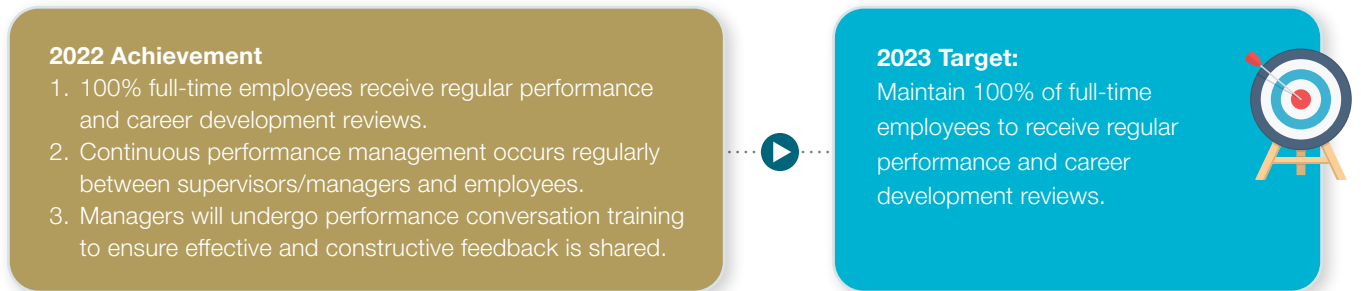 2022 Achievement
1. 100% full-time employees receive regular performance
and career development reviews.
2. Continuous performance management occurs regularly
between supervisors/managers and employees.
3. Managers will undergo performance conversation training
to ensure effective and constructive feedback is shared.
2023 Target:
Maintain 100% of full-time
employees to receive regular
performance and career
development reviews.